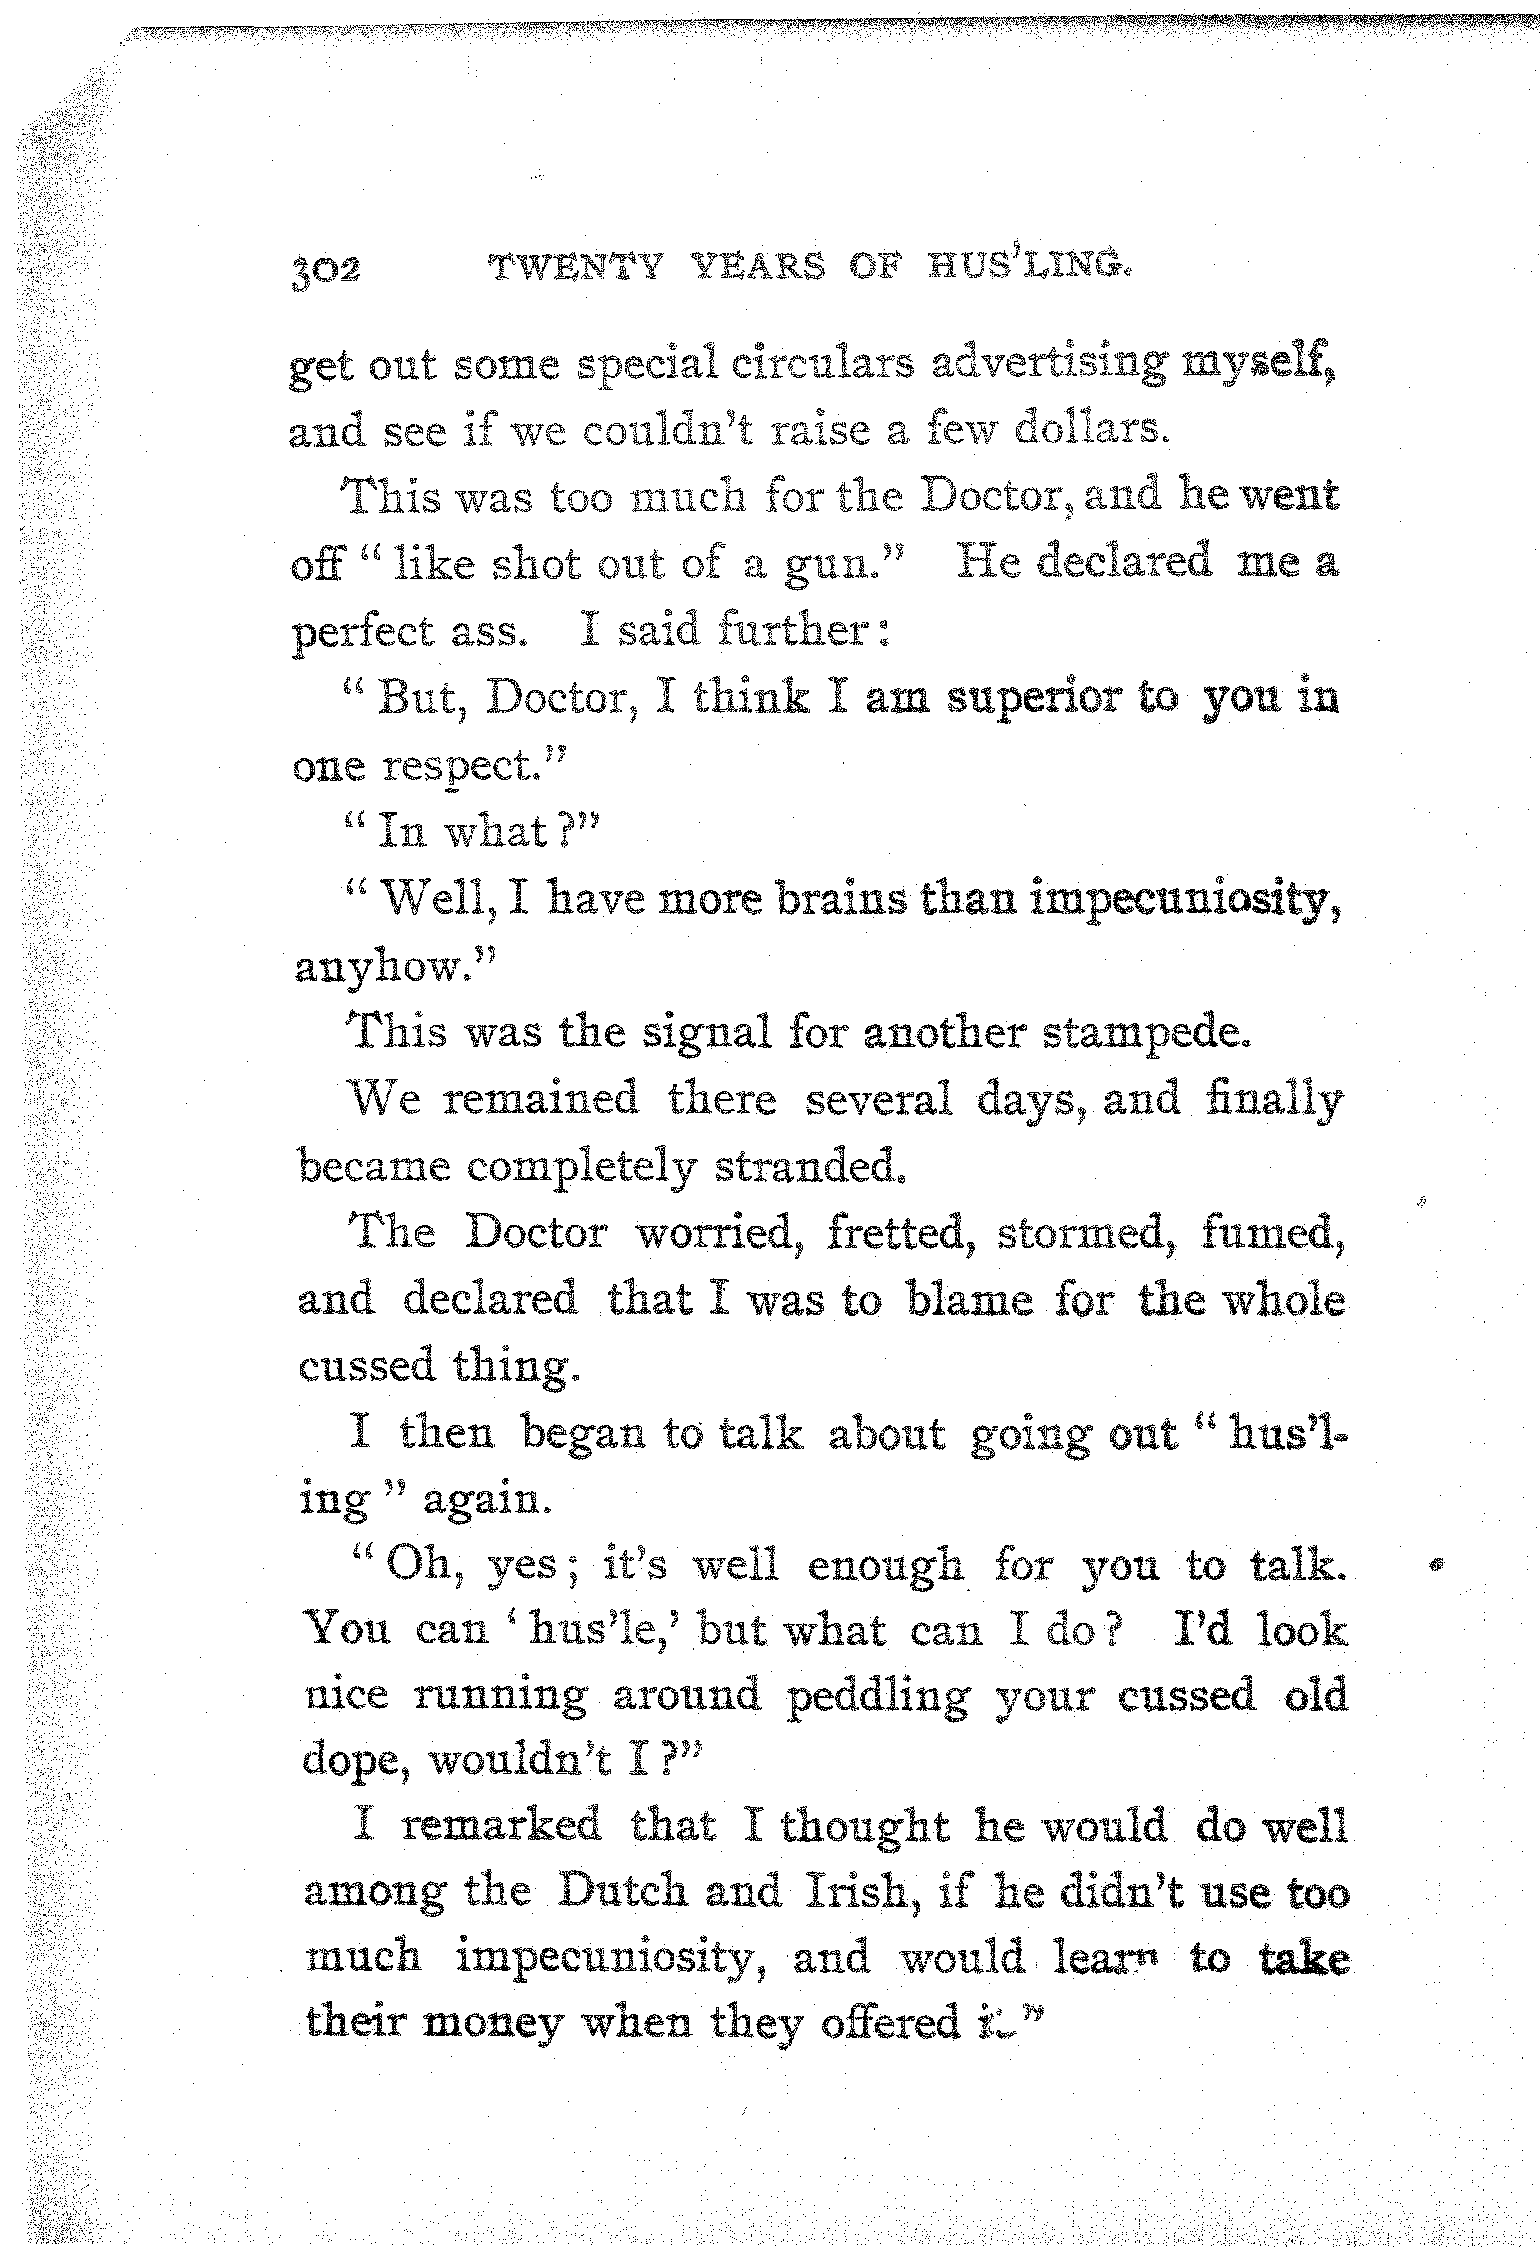 302 TWENTY YEARS OF HUS'LING.
get out some special circulars advertising myself,
and see if we couldn't raise a few dollars.
This was too much for the Doctor, and he went
off “like shot out of a gun.” He declared me a
perfect ass. I said further:
“But, Doctor, I think I am superior to you in
one respect.”
“In what?”
“Well, I have more brains than impecuniosity,
anyhow.”
This was the signal for another stampede.
We remained there several days, and finally
became completely stranded.
The Doctor worried, fretted, stormed, fumed,
and declared that I was to blame for the whole
cussed thing.
I then began to talk about going out “hus'l-
ing” again.
“Oh, yes; it's well enough for you to talk.
You can ‘hus'le,’ but what can I do? I'd look
nice running around peddling your cussed old
dope, wouldn't I?”
I remarked that I thought he would do well
among the Dutch and Irish, if he didn't use too
much impecuniosity, and would learn to take
their money when they offered it.”